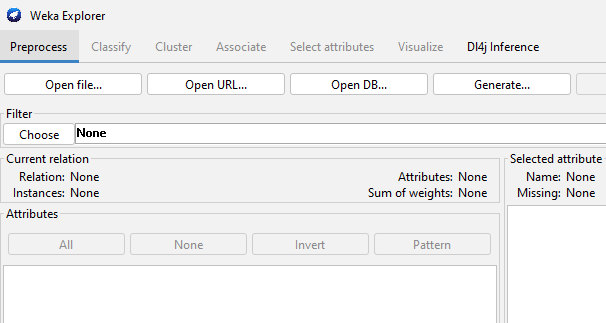 Weka Explorer
Preprocess Classify Cluster Associate Select attributes Visualize Dl4j Inference
Open file... Open URL... Open DB... Generate...
Filter
Choose None
Current relation
Relation: None Attributes: None
Instances: None Sum of weights: None
Selected attribute
Name: None
Missing: None
Attributes
All None Invert Pattern